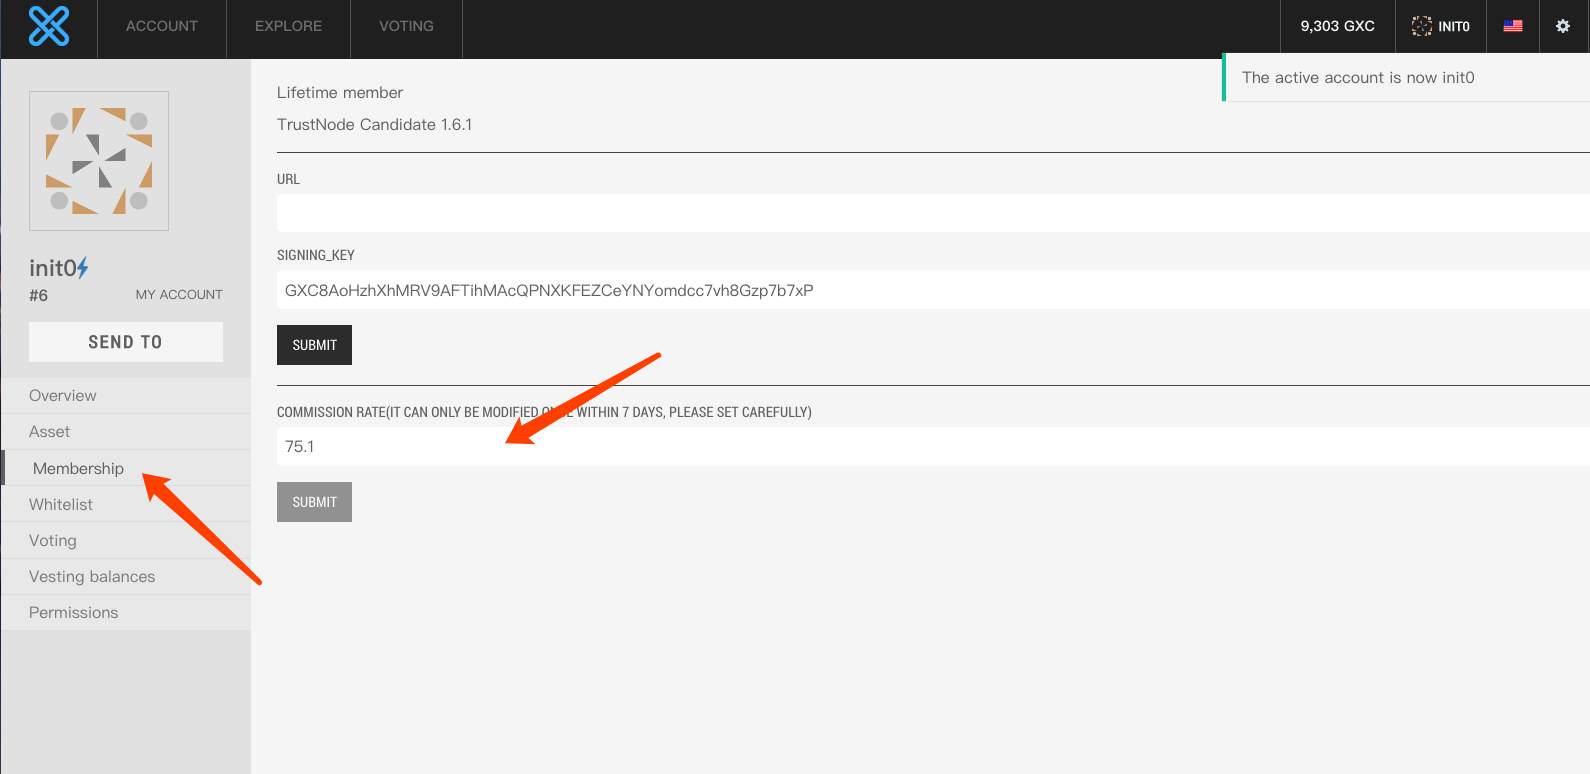 ACCOUNT EXPLORE VOTING 9,303 GXC INIT0
The active account is now init0
init0
#6 MY ACCOUNT
SEND TO
Overview
Asset
Membership
Whitelist
Voting
Vesting balances
Permissions
Lifetime member
TrustNode Candidate 1.6.1
URL
SIGNING_KEY
GXC8AoHzhXhMRV9AFTihMAcQPNXKFEZCeYNYomdcc7vh8Gzp7b7xP
SUBMIT
COMMISSION RATE(IT CAN ONLY BE MODIFIED ONCE WITHIN 7 DAYS, PLEASE SET CAREFULLY)
75.1
SUBMIT